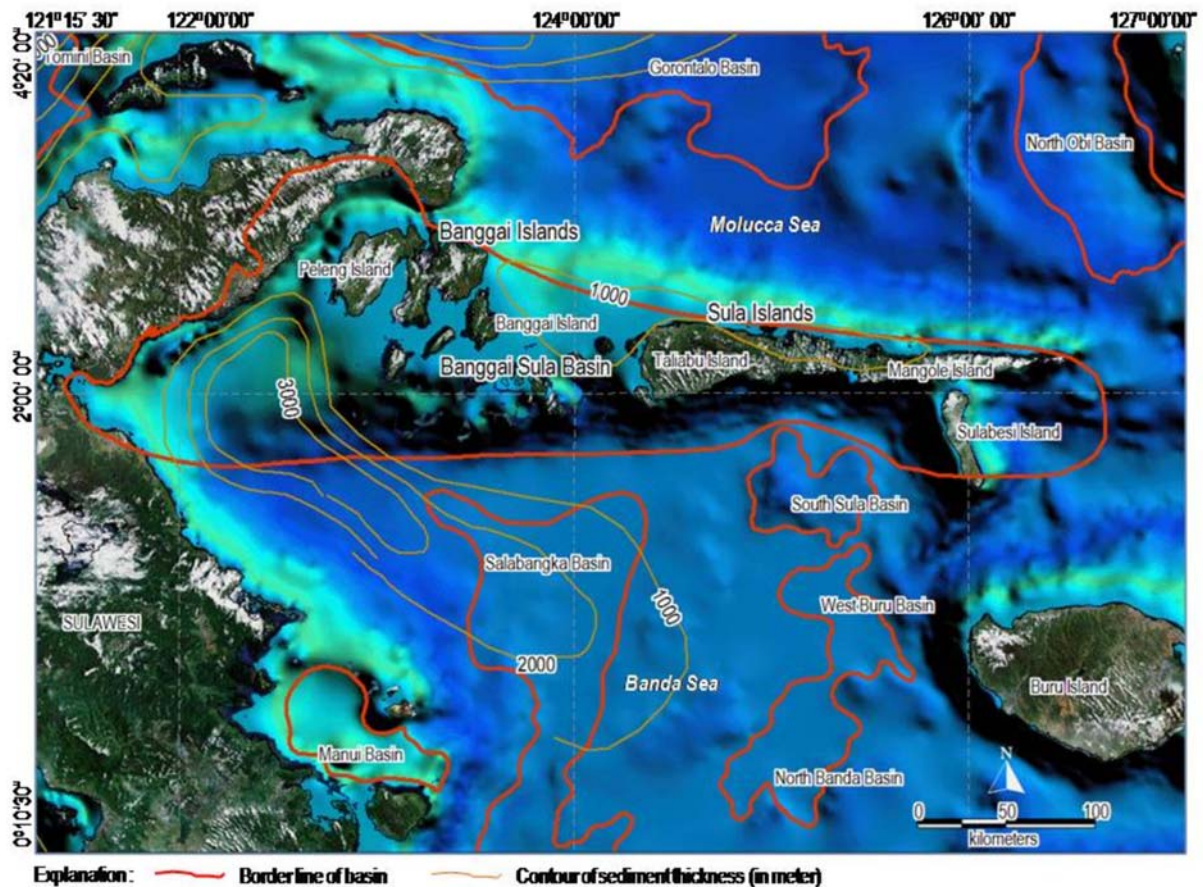 121°15' 30"
122°00'00"
124°00'00"
126°00' 00"
127°00'00"
4°20' 00"
Tomini Basin
Gorontalo Basin
North Obi Basin
Molucca Sea
Banggai Islands
Peleng Island
1000
Sula Islands
Banggai Island
Banggai Sula Basin
Taliabu Island
Mangole Island
2°00' 00"
3000
Sulabesi Island
South Sula Basin
Salabangka Basin
1000
West Buru Basin
SULAWESI
2000
Banda Sea
Buru Island
Manui Basin
North Banda Basin
N
0 50 100
kilometers
0°10'30"
Explanation : Border line of basin Contour of sediment thickness (in meter)